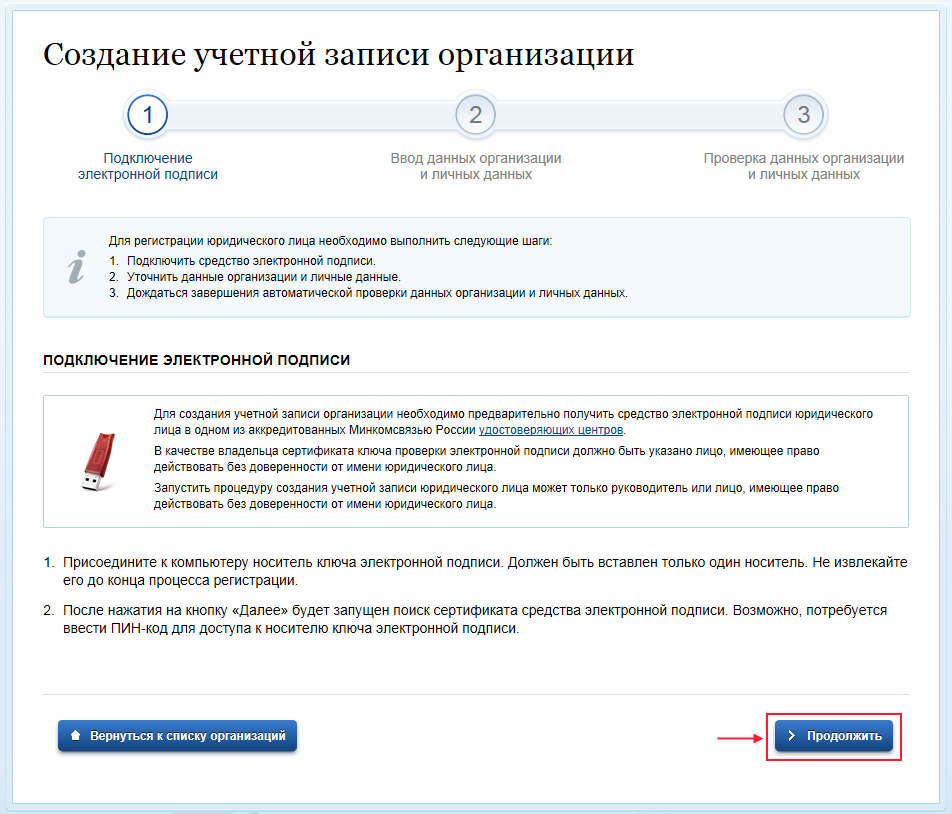 Создание учетной записи организации
1
2
3
Подключение
электронной подписи
Ввод данных организации
и личных данных
Проверка данных организации
и личных данных
Для регистрации юридического лица необходимо выполнить следующие шаги:
1. Подключить средство электронной подписи.
2. Уточнить данные организации и личные данные.
3. Дождаться завершения автоматической проверки данных организации и личных данных.
ПОДКЛЮЧЕНИЕ ЭЛЕКТРОННОЙ ПОДПИСИ
Для создания учетной записи организации необходимо предварительно получить средство электронной подписи юридического
лица в одном из аккредитованных Минкомсвязью России удостоверяющих центров.
В качестве владельца сертификата ключа проверки электронной подписи должно быть указано лицо, имеющее право
действовать без доверенности от имени юридического лица.
Запустить процедуру создания учетной записи юридического лица может только руководитель или лицо, имеющее право
действовать без доверенности от имени юридического лица.
1. Присоедините к компьютеру носитель ключа электронной подписи. Должен быть вставлен только один носитель. Не извлекайте
его до конца процесса регистрации.
2. После нажатия на кнопку «Далее» будет запущен поиск сертификата средства электронной подписи. Возможно, потребуется
ввести ПИН-код для доступа к носителю ключа электронной подписи.
Вернуться к списку организаций
Продолжить